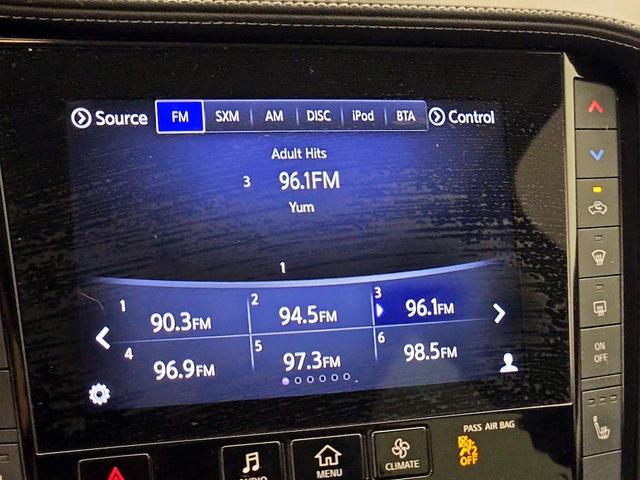 Source FM SXM AM DISC iPod BTA Control
Adult Hits
3 96.1FM
Yum
1
1 90.3FM 2 94.5FM 3 96.1FM
4 96.9FM 5 97.3FM 6 98.5FM
ON
OFF
PASS AIR BAG
OFF
AUDIO
MENU
CLIMATE